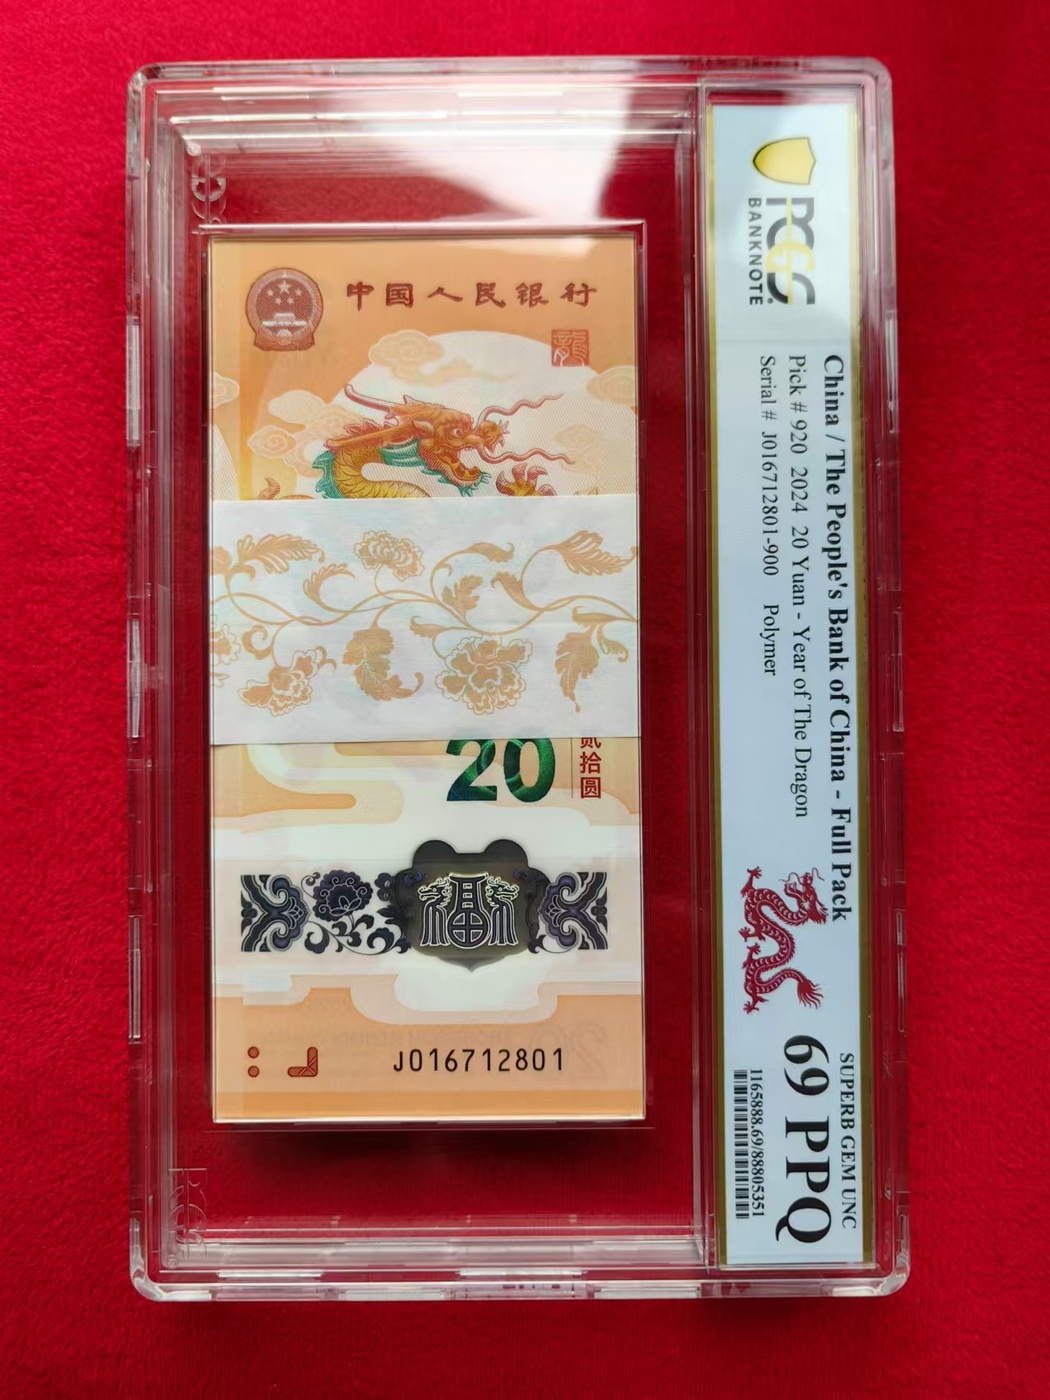 中国人民银行
龍
20
贰拾圆
福
J016712801
PCGS
BANKNOTE
China / The People's Bank of China - Full Pack
Pick # 920 2024 20 Yuan - Year of The Dragon
Serial # J016712801-900 Polymer
SUPERB GEM UNC
69 PPQ
1165888.69/88805351